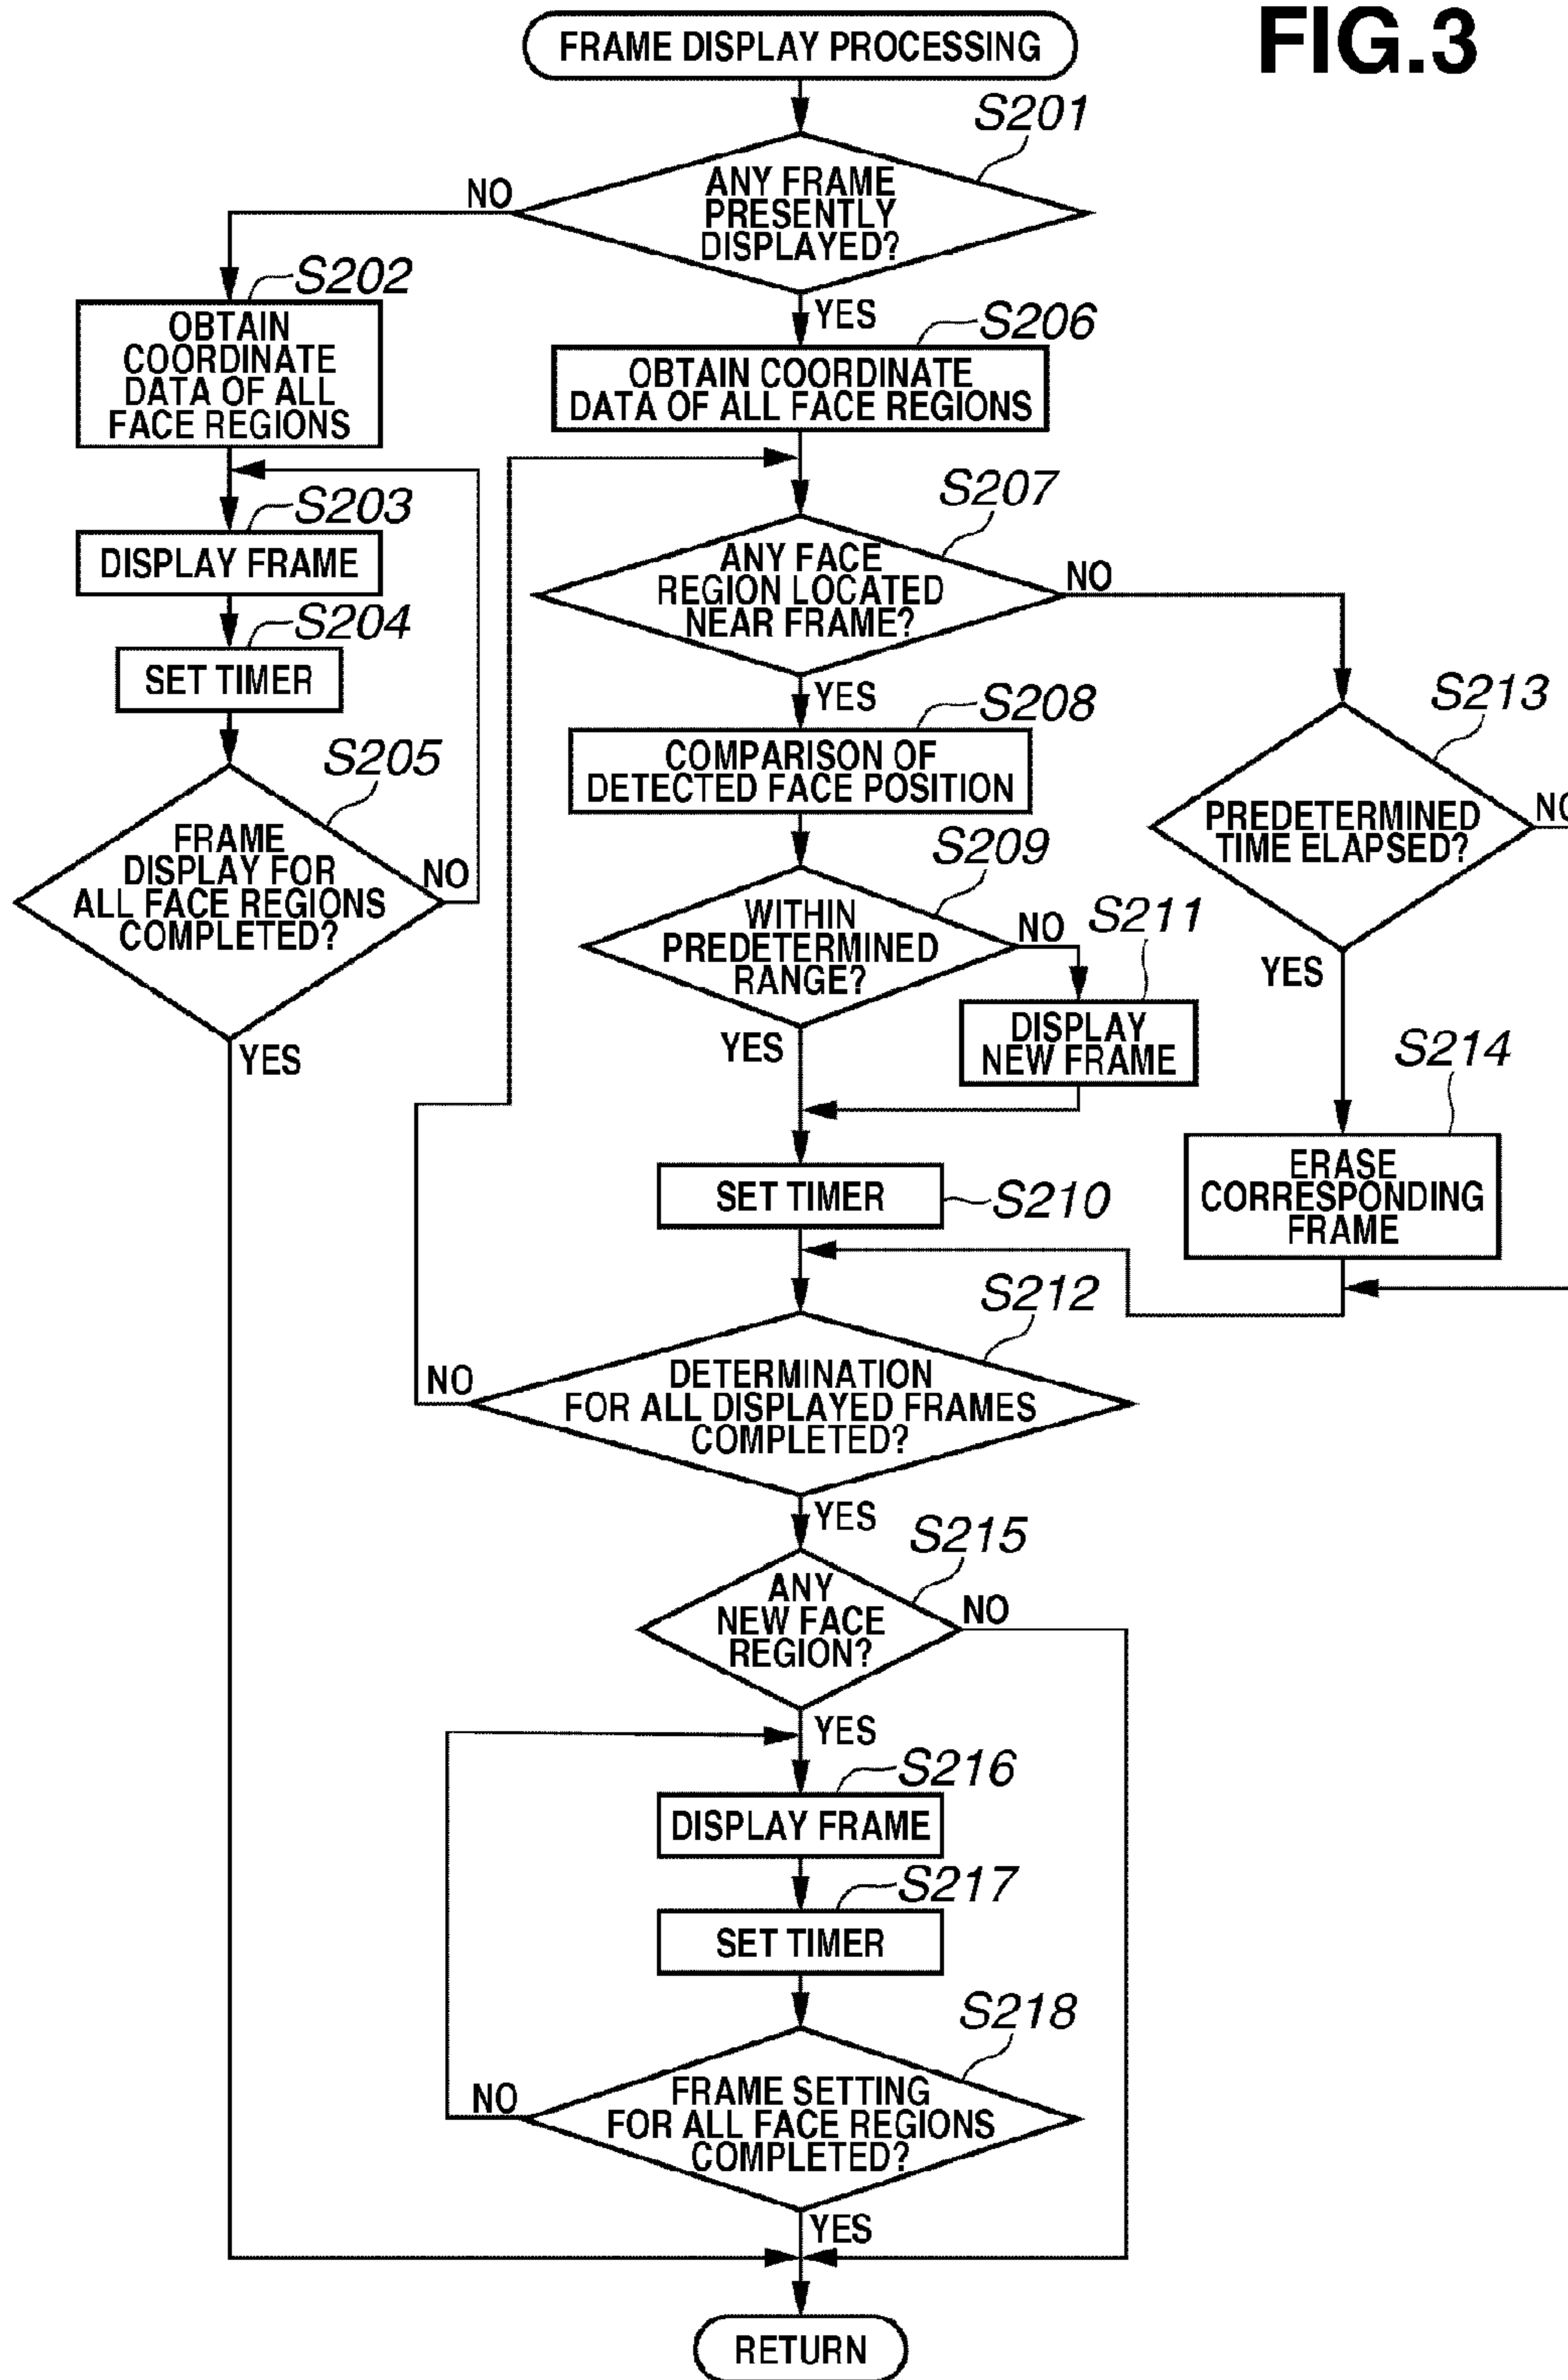 FIG.3
FRAME DISPLAY PROCESSING
S201
ANY FRAME
PRESENTLY
DISPLAYED?
NO
YES
S202
OBTAIN
COORDINATE
DATA OF ALL
FACE REGIONS
S203
DISPLAY FRAME
S204
SET TIMER
S205
FRAME
DISPLAY FOR
ALL FACE REGIONS
COMPLETED?
NO
YES
S206
OBTAIN COORDINATE
DATA OF ALL FACE REGIONS
S207
ANY FACE
REGION LOCATED
NEAR FRAME?
NO
YES
S208
COMPARISON OF
DETECTED FACE POSITION
S209
WITHIN
PREDETERMINED
RANGE?
NO
YES
S211
DISPLAY
NEW FRAME
S210
SET TIMER
S213
PREDETERMINED
TIME ELAPSED?
NO
YES
S214
ERASE
CORRESPONDING
FRAME
S212
DETERMINATION
FOR ALL DISPLAYED FRAMES
COMPLETED?
NO
YES
S215
ANY
NEW FACE
REGION?
NO
YES
S216
DISPLAY FRAME
S217
SET TIMER
S218
FRAME SETTING
FOR ALL FACE REGIONS
COMPLETED?
NO
YES
RETURN